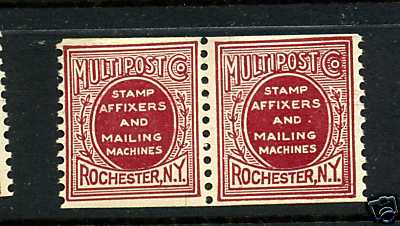 MULTIPOST CO
STAMP
AFFIXERS
AND
MAILING
MACHINES
ROCHESTER, N.Y.
MULTIPOST CO
STAMP
AFFIXERS
AND
MAILING
MACHINES
ROCHESTER, N.Y.